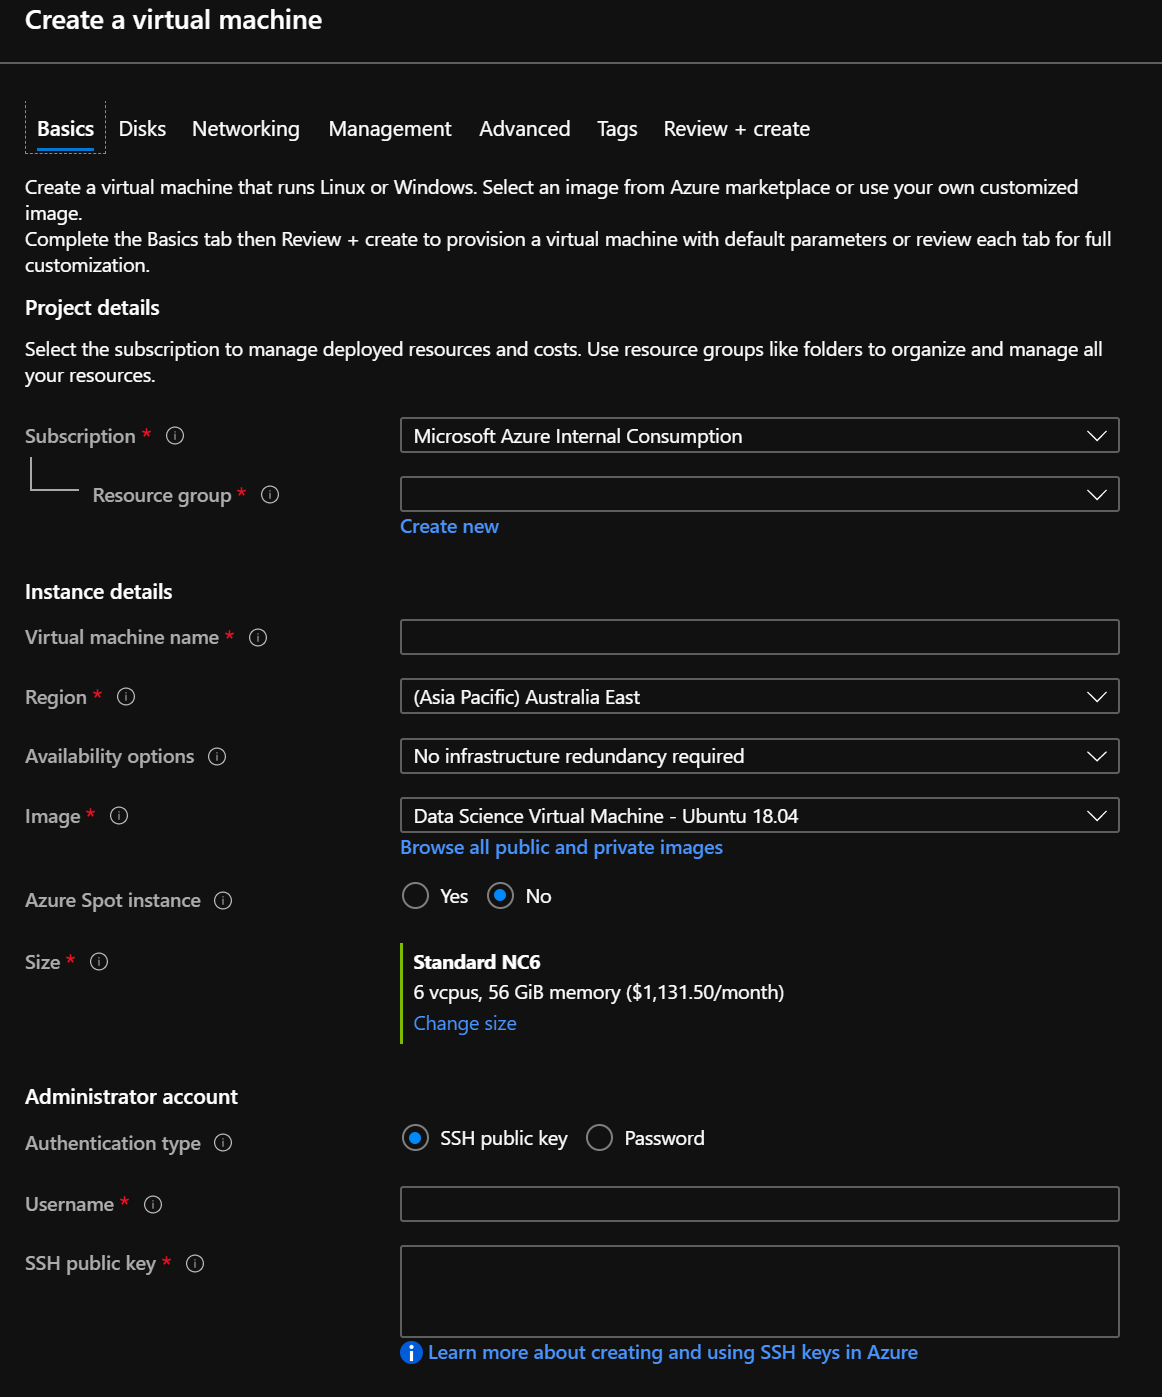 Create a virtual machine
Basics Disks Networking Management Advanced Tags Review + create
Create a virtual machine that runs Linux or Windows. Select an image from Azure marketplace or use your own customized
image.
Complete the Basics tab then Review + create to provision a virtual machine with default parameters or review each tab for full
customization.
Project details
Select the subscription to manage deployed resources and costs. Use resource groups like folders to organize and manage all
your resources.
Subscription * Microsoft Azure Internal Consumption
Resource group *
Create new
Instance details
Virtual machine name *
Region * (Asia Pacific) Australia East
Availability options No infrastructure redundancy required
Image * Data Science Virtual Machine - Ubuntu 18.04
Browse all public and private images
Azure Spot instance Yes No
Size * Standard NC6
6 vcpus, 56 GiB memory ($1,131.50/month)
Change size
Administrator account
Authentication type SSH public key Password
Username *
SSH public key *
Learn more about creating and using SSH keys in Azure